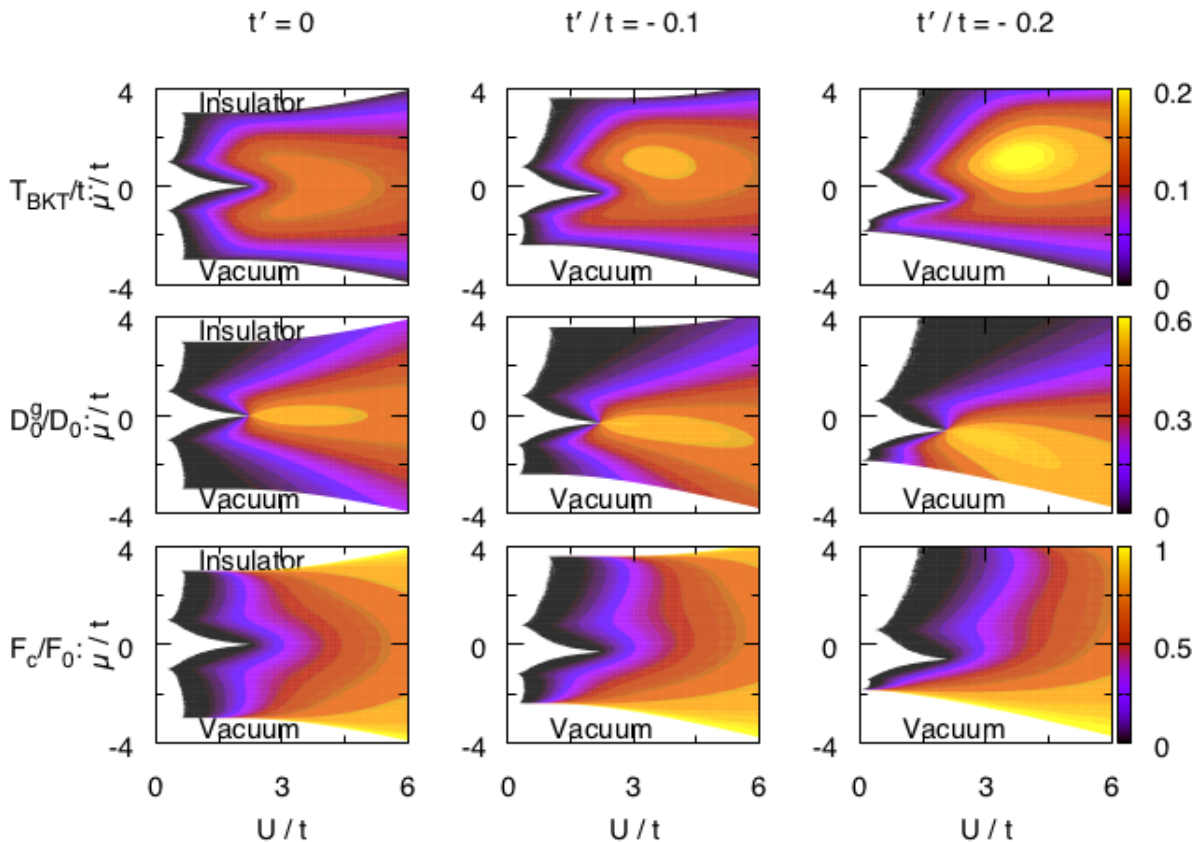 t′ = 0 t′ / t = - 0.1 t′ / t = - 0.2
4 Insulator 4 4 0.2
T_BKT/t: μ̈ / t 0 0 0 0.1
Vacuum Vacuum Vacuum
-4 -4 -4 0
4 Insulator 4 4 0.6
D₀ᵍ/D₀: μ̈ / t 0 0 0 0.3
Vacuum Vacuum Vacuum
-4 -4 -4 0
4 Insulator 4 4 1
F_c/F₀: μ̈ / t 0 0 0 0.5
Vacuum Vacuum Vacuum
-4 -4 -4 0
0 3 6 0 3 6 0 3 6
U / t U / t U / t